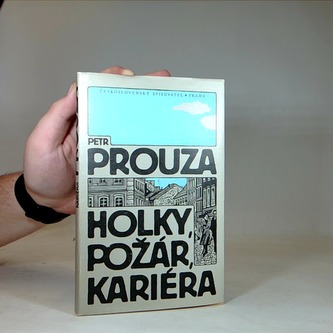 ČESKOSLOVENSKÝ SPISOVATEL • PRAHA
PETR
PROUZA
HOLKY,
POŽÁR,
KARIÉRA